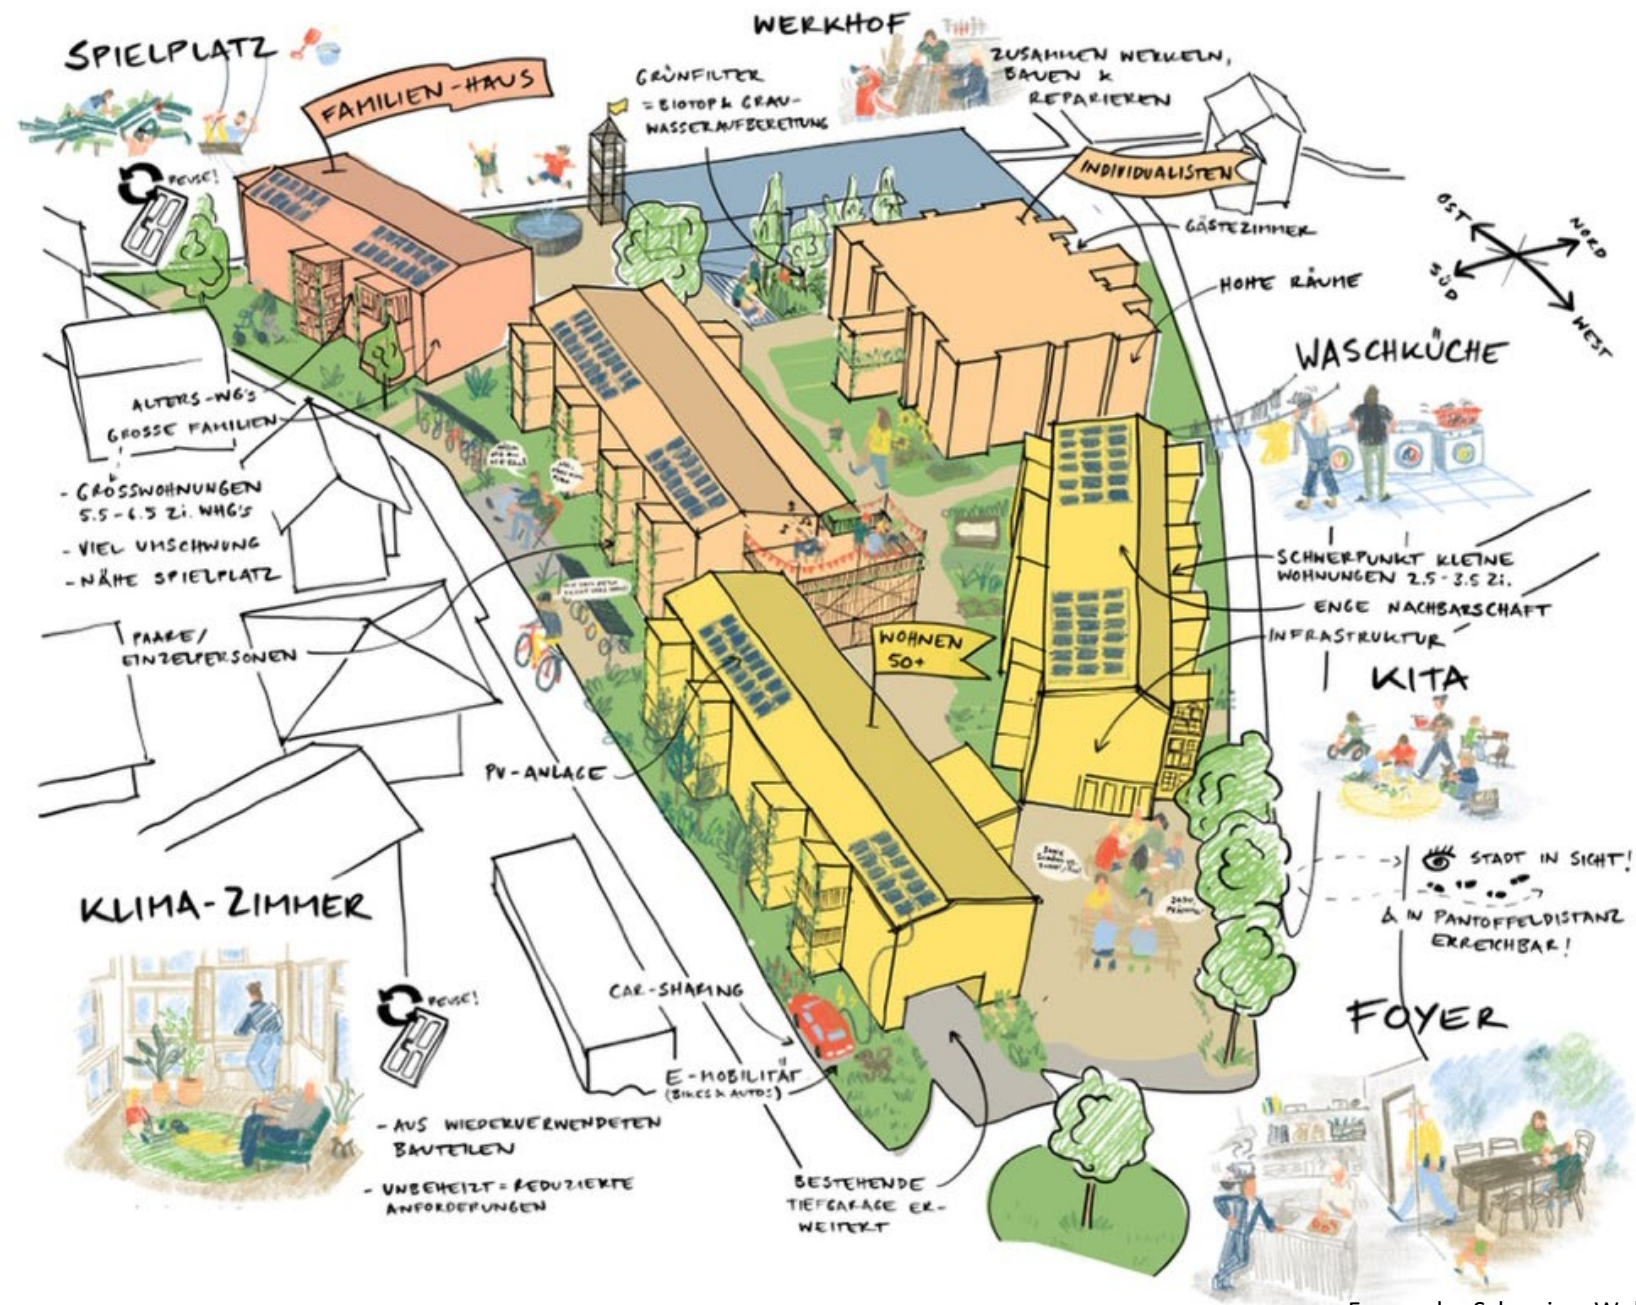 SPIELPLATZ
WERKHOF
ZUSAMMEN WERKELN,
BAUEN &
REPARIEREN
FAMILIEN-HAUS
GRÜNFILTER
= BIOTOP & GRAU-
WASSERAUFBEREITUNG
REUSE!
INDIVIDUALISTEN
GÄSTEZIMMER
HOHE RÄUME
OST
NORD
SÜD
WEST
WASCHKÜCHE
ALTERS-WG'S
GROSSE FAMILIEN
- GROSSWOHNUNGEN
5.5-6.5 ZI. WHG'S
- VIEL UMSCHWUNG
- NÄHE SPIELPLATZ
SCHWERPUNKT KLEINE
WOHNUNGEN 2.5-3.5 ZI.
ENGE NACHBARSCHAFT
INFRASTRUKTUR
PAARE/
EINZELPERSONEN
WOHNEN
50+
KITA
PV-ANLAGE
STADT IN SICHT!
& IN PANTOFFELDISTANZ
ERREICHBAR!
KLIMA-ZIMMER
REUSE!
CAR-SHARING
FOYER
E-MOBILITÄT
(BIKES & AUTOS)
- AUS WIEDERVERWENDETEN
BAUTEILEN
- UNBEHEIZT = REDUZIERTE
ANFORDERUNGEN
BESTEHENDE
TIEFGARAGE ER-
WEITERT